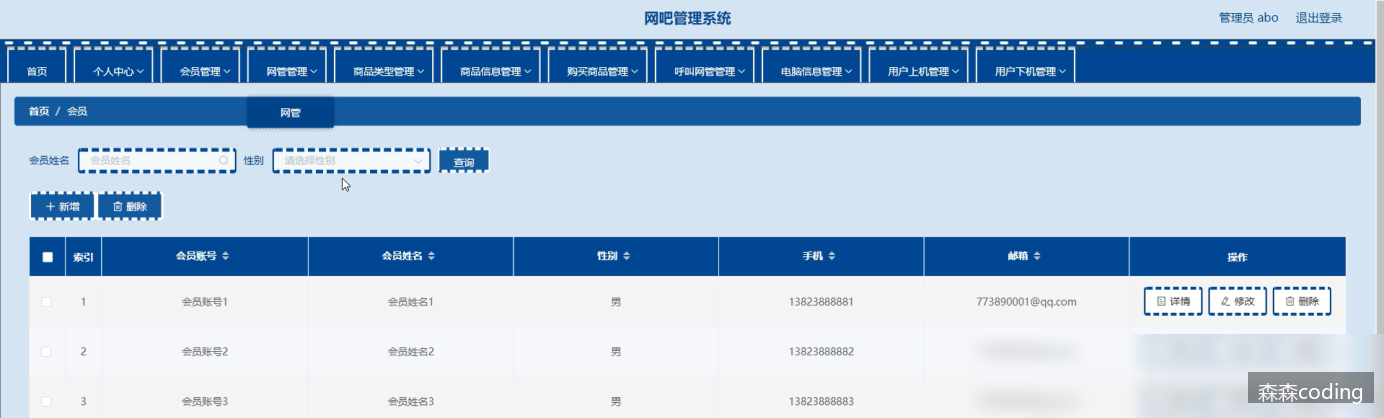 网吧管理系统
管理员 abo 退出登录
首页 个人中心 会员管理 网管管理 商品类型管理 商品信息管理 购买商品管理 呼叫网管管理 电脑信息管理 用户上机管理 用户下机管理
首页 / 会员
网管
会员姓名 会员姓名 性别 请选择性别 查询
+ 新增 删除
索引 会员账号 会员姓名 性别 手机 邮箱 操作
1 会员账号1 会员姓名1 男 13823888881 773890001@qq.com 详情 修改 删除
2 会员账号2 会员姓名2 男 13823888882
3 会员账号3 会员姓名3 男 13823888883
森森coding